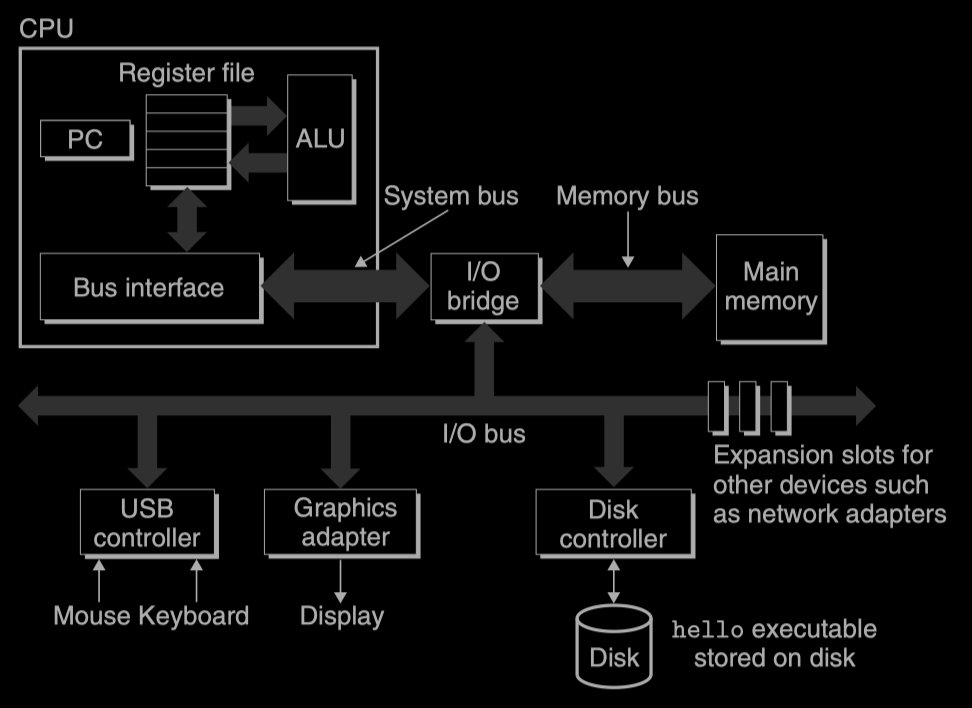 CPU
Register file
PC
ALU
System bus
Memory bus
Bus interface
I/O
bridge
Main
memory
I/O bus
Expansion slots for
other devices such
as network adapters
USB
controller
Graphics
adapter
Disk
controller
Mouse Keyboard
Display
Disk
hello executable
stored on disk